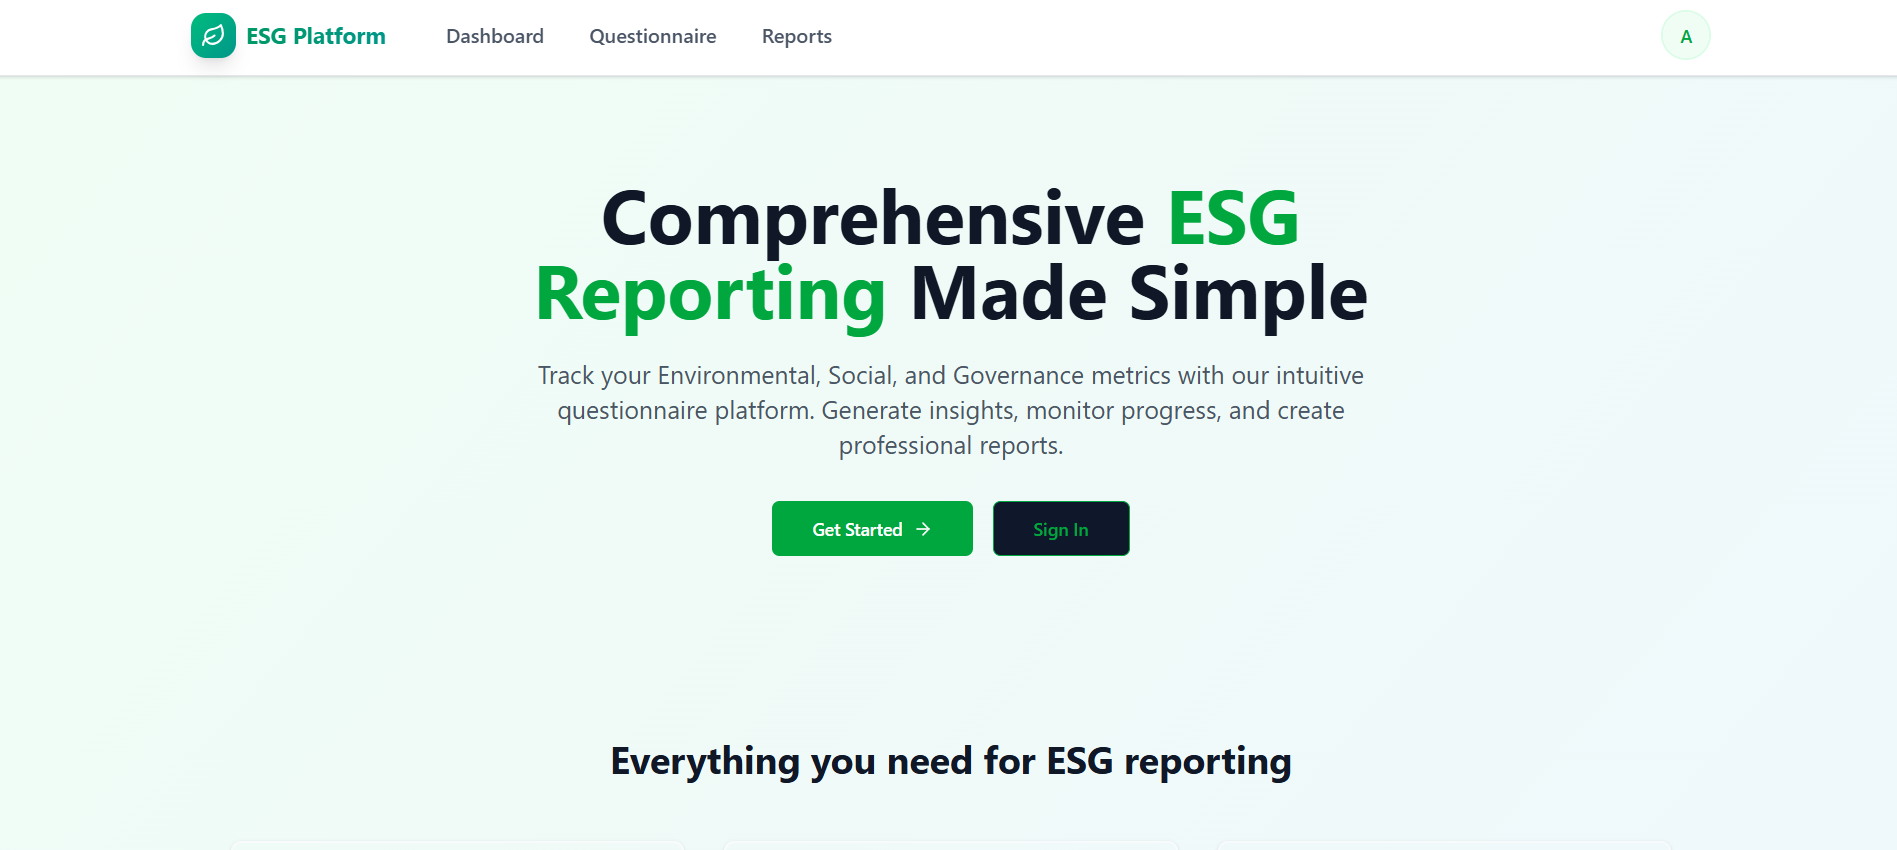 ESG Platform
Dashboard
Questionnaire
Reports
A
Comprehensive ESG
Reporting Made Simple
Track your Environmental, Social, and Governance metrics with our intuitive
questionnaire platform. Generate insights, monitor progress, and create
professional reports.
Get Started
Sign In
Everything you need for ESG reporting